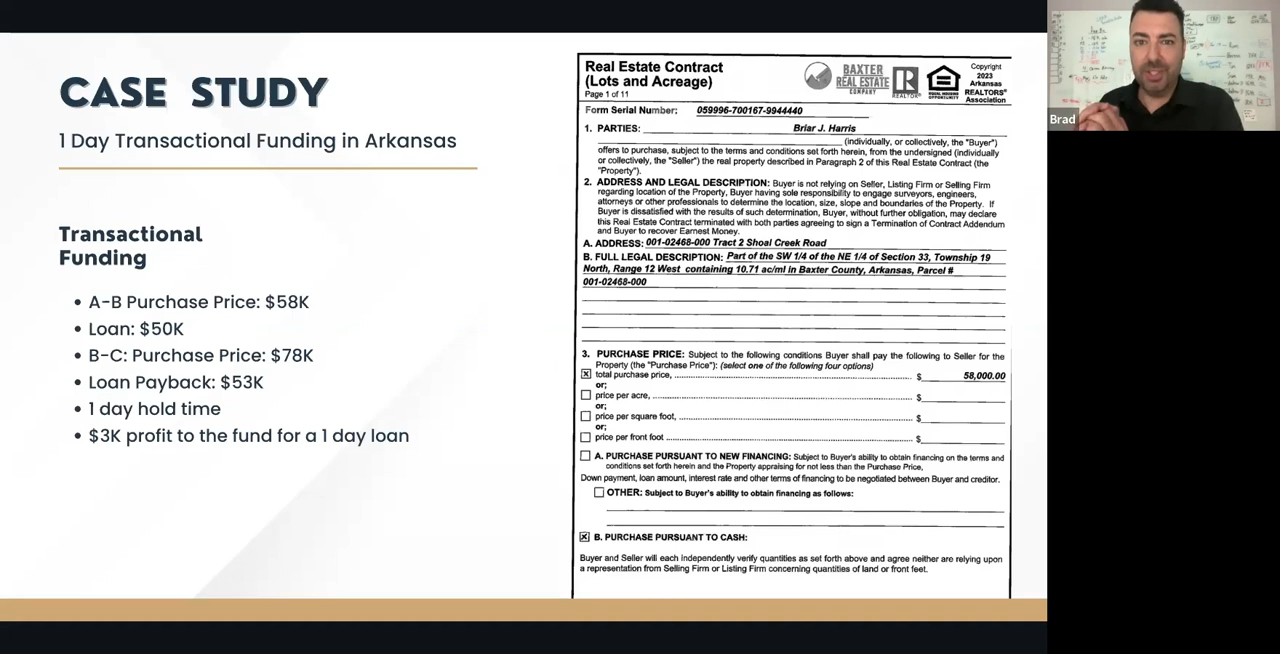 CASE STUDY
1 Day Transactional Funding in Arkansas
Transactional
Funding
• A-B Purchase Price: $58K
• Loan: $50K
• B-C: Purchase Price: $78K
• Loan Payback: $53K
• 1 day hold time
• $3K profit to the fund for a 1 day loan
Real Estate Contract
(Lots and Acreage)
Page 1 of 11
BAXTER
REAL ESTATE
COMPANY
REALTOR®
EQUAL HOUSING
OPPORTUNITY
Copyright
2023
Arkansas
REALTORS®
Association
Form Serial Number: 059996-700167-9944440
1. PARTIES: Briar J. Harris
(individually, or collectively, the "Buyer")
offers to purchase, subject to the terms and conditions set forth herein, from the undersigned (individually
or collectively, the "Seller") the real property described in Paragraph 2 of this Real Estate Contract (the
"Property").
2. ADDRESS AND LEGAL DESCRIPTION: Buyer is not relying on Seller, Listing Firm or Selling Firm
regarding location of the Property, Buyer having sole responsibility to engage surveyors, engineers,
attorneys or other professionals to determine the location, size, slope and boundaries of the Property. If
Buyer is dissatisfied with the results of such determination, Buyer, without further obligation, may declare
this Real Estate Contract terminated with both parties agreeing to sign a Termination of Contract Addendum
and Buyer to recover Earnest Money.
A. ADDRESS: 001-02468-000 Tract 2 Shoal Creek Road
B. FULL LEGAL DESCRIPTION: Part of the SW 1/4 of the NE 1/4 of Section 33, Township 19
North, Range 12 West containing 10.71 ac/ml in Baxter County, Arkansas, Parcel #
001-02468-000
3. PURCHASE PRICE: Subject to the following conditions Buyer shall pay the following to Seller for the
Property (the "Purchase Price"): (select one of the following four options)
☒ total purchase price, $ 58,000.00
or;
☐ price per acre, $
or;
☐ price per square foot, $
or;
☐ price per front foot $
☐ A. PURCHASE PURSUANT TO NEW FINANCING: Subject to Buyer's ability to obtain financing on the terms and
conditions set forth herein and the Property appraising for not less than the Purchase Price,
Down payment, loan amount, interest rate and other terms of financing to be negotiated between Buyer and creditor.
☐ OTHER: Subject to Buyer's ability to obtain financing as follows:
☒ B. PURCHASE PURSUANT TO CASH:
Buyer and Seller will each independently verify quantities as set forth above and agree neither are relying upon
a representation from Selling Firm or Listing Firm concerning quantities of land or front feet.
Brad